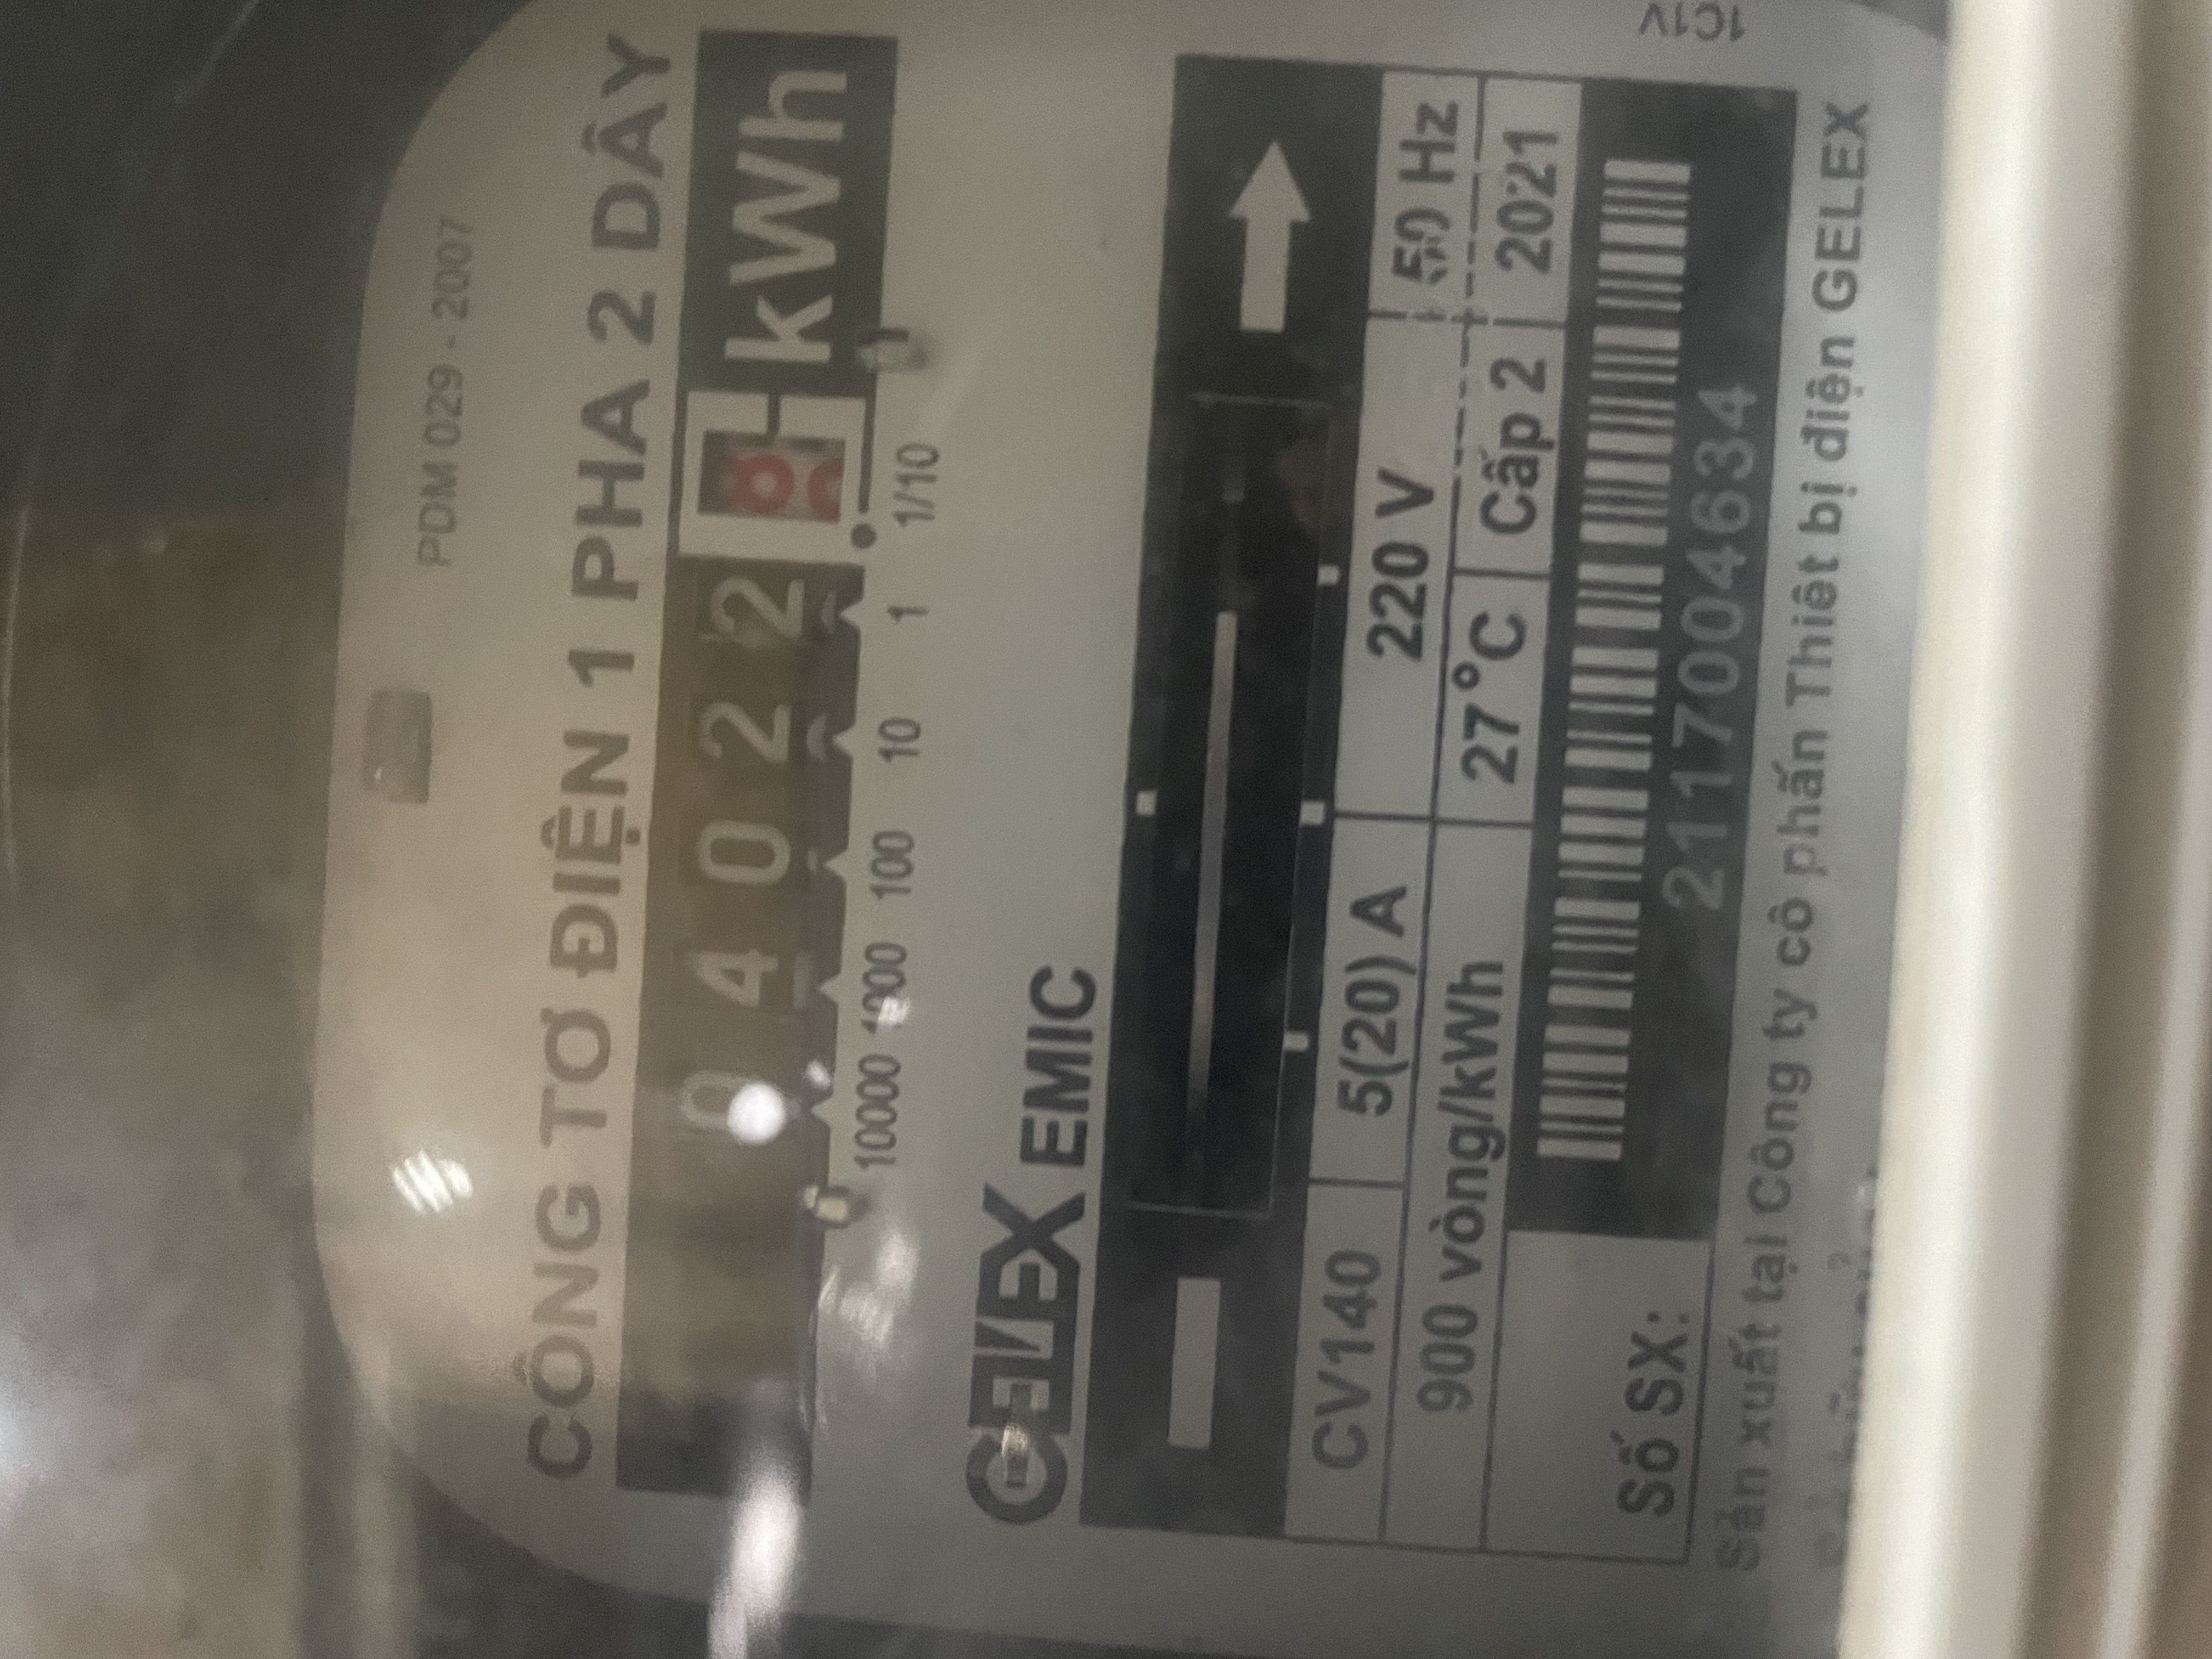 PDM 029 - 2007
CÔNG TƠ ĐIỆN 1 PHA 2 DÂY
0 4 0 2 2 8 kWh
10000 1000 100 10 1 1/10
GELEX EMIC
CV140 5(20) A 220 V 50 Hz
900 vòng/kWh 27°C Cấp 2 2021
Số SX: 2117004634
Sản xuất tại Công ty cổ phần Thiết bị điện GELEX
1C1V